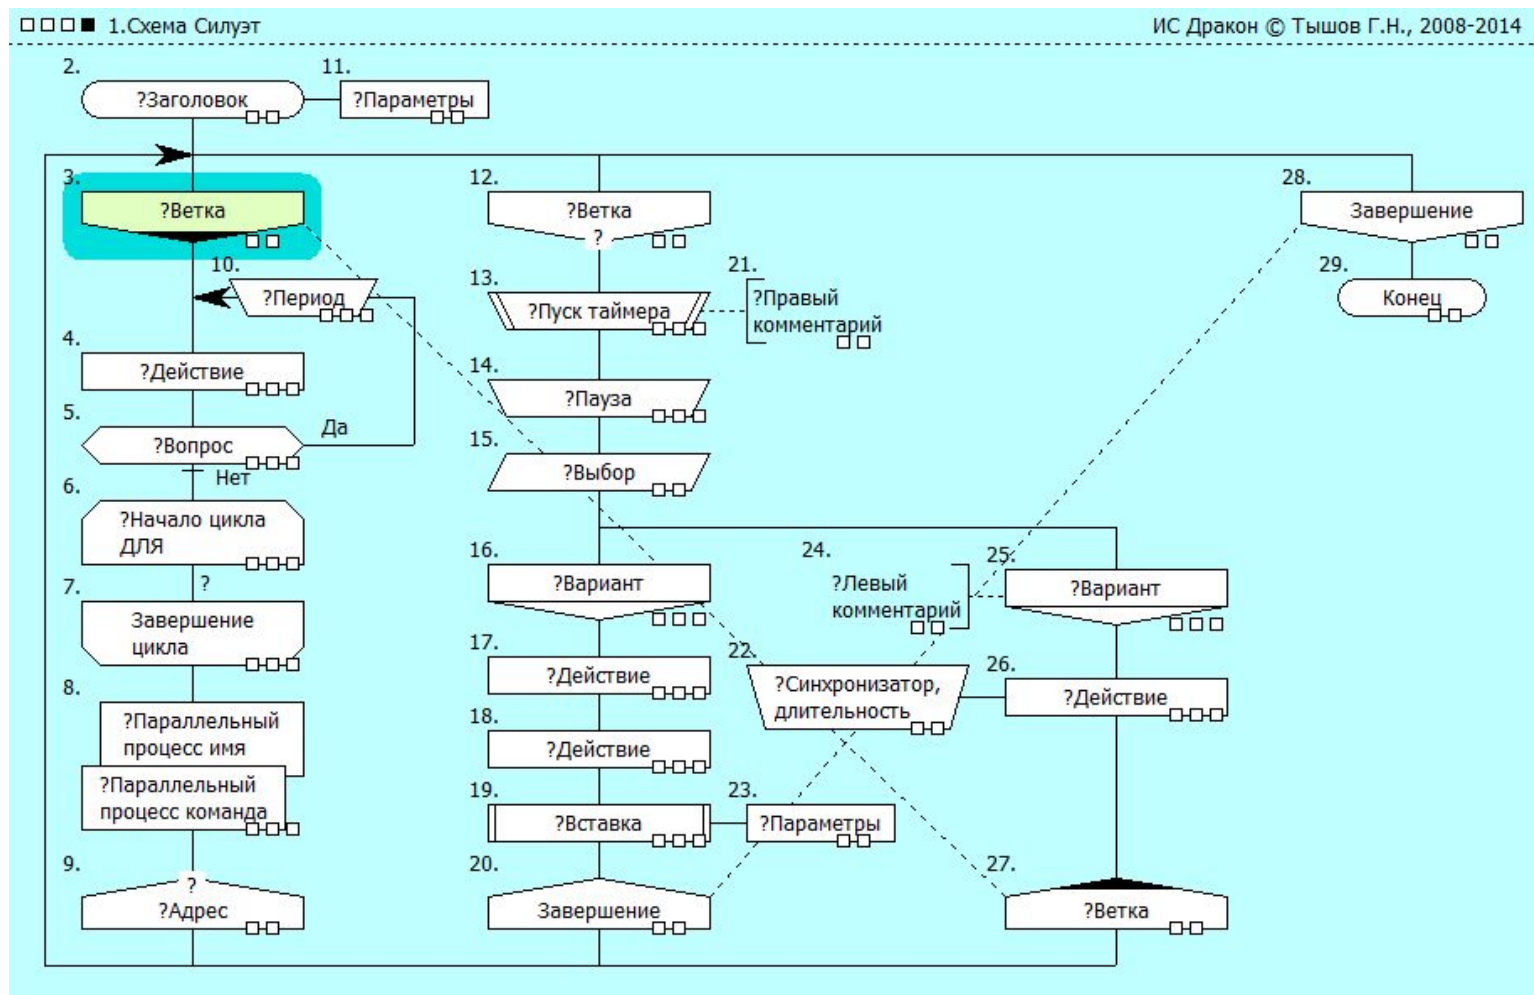 1.Схема Силуэт
ИС Дракон © Тышов Г.Н., 2008-2014
2.
?Заголовок
11.
?Параметры
3.
?Ветка
10.
?Период
4.
?Действие
5.
?Вопрос
Да
Нет
6.
?Начало цикла
ДЛЯ
?
7.
Завершение
цикла
8.
?Параллельный
процесс имя
?Параллельный
процесс команда
9.
?
?Адрес
12.
?Ветка
?
13.
?Пуск таймера
21.
?Правый
комментарий
14.
?Пауза
15.
?Выбор
16.
?Вариант
17.
?Действие
18.
?Действие
19.
?Вставка
23.
?Параметры
20.
Завершение
24.
?Левый
комментарий
25.
?Вариант
22.
?Синхронизатор,
длительность
26.
?Действие
27.
?Ветка
28.
Завершение
29.
Конец